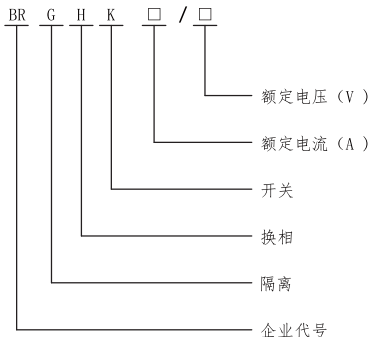 BR G H K □ / □
额定电压（V ）
额定电流（A ）
开关
换相
隔离
企业代号